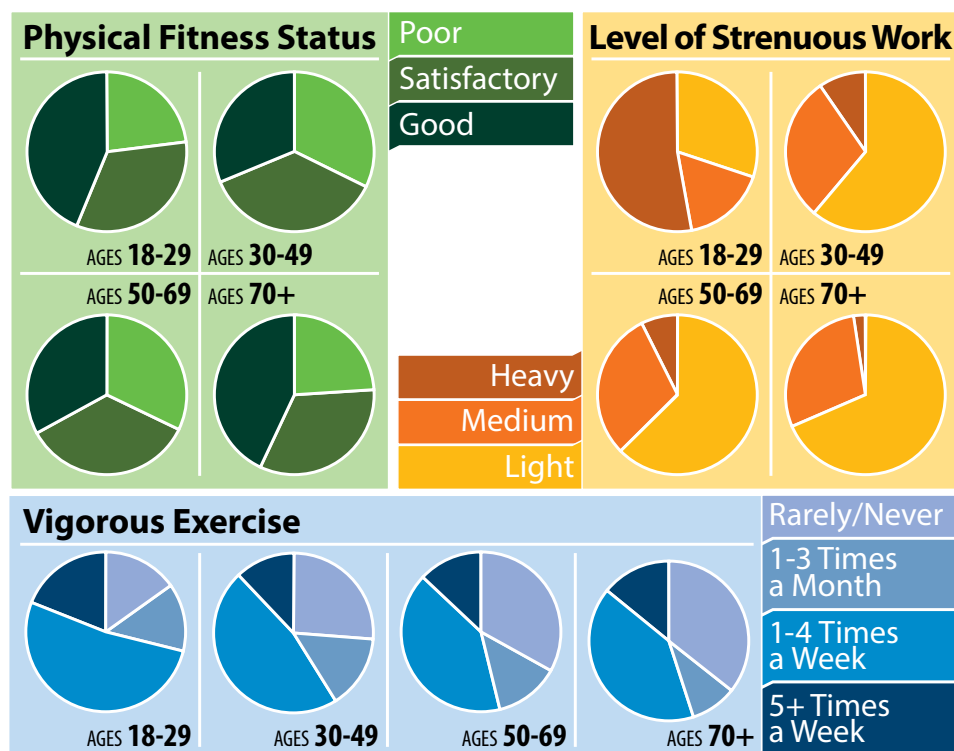 Physical Fitness Status
Poor
Satisfactory
Good
AGES 18-29
AGES 30-49
AGES 50-69
AGES 70+
Level of Strenuous Work
AGES 18-29
AGES 30-49
AGES 50-69
AGES 70+
Heavy
Medium
Light
Vigorous Exercise
AGES 18-29
AGES 30-49
AGES 50-69
AGES 70+
Rarely/Never
1-3 Times
a Month
1-4 Times
a Week
5+ Times
a Week